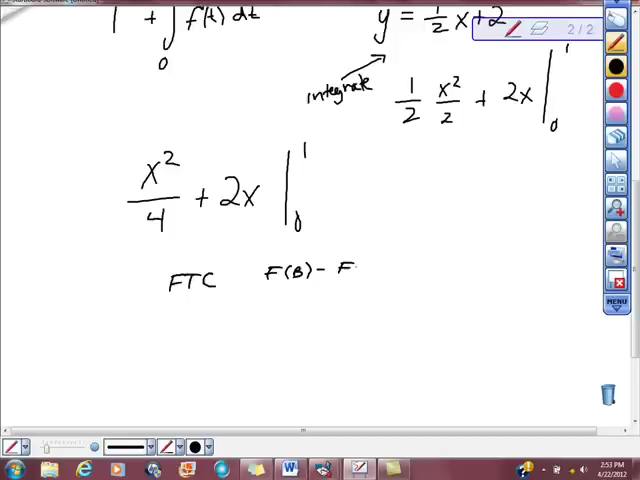 1 + ∫ f(t) dt
0
y = 1/2 x + 2
2 / 2
integrate
1/2 x²/2 + 2x |₀¹
x²/4 + 2x |₀¹
FTC F(B) - F
MENU
2:53 PM
4/22/2012